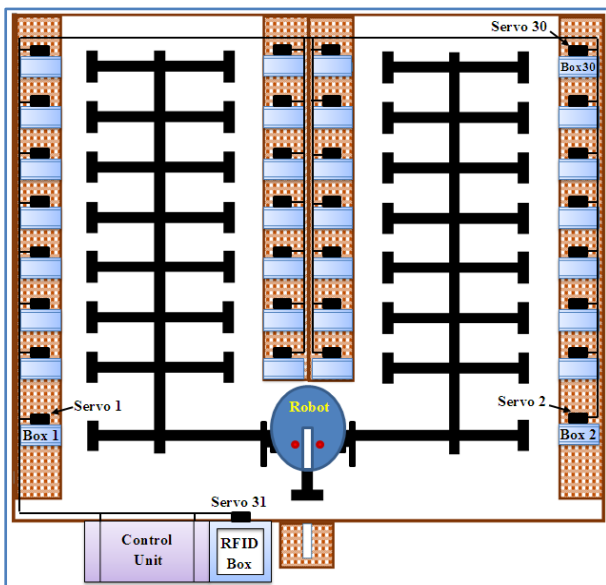 Servo 30
Box30
Robot
Servo 1
Servo 2
Box 1
Box 2
Servo 31
Control
Unit
RFID
Box